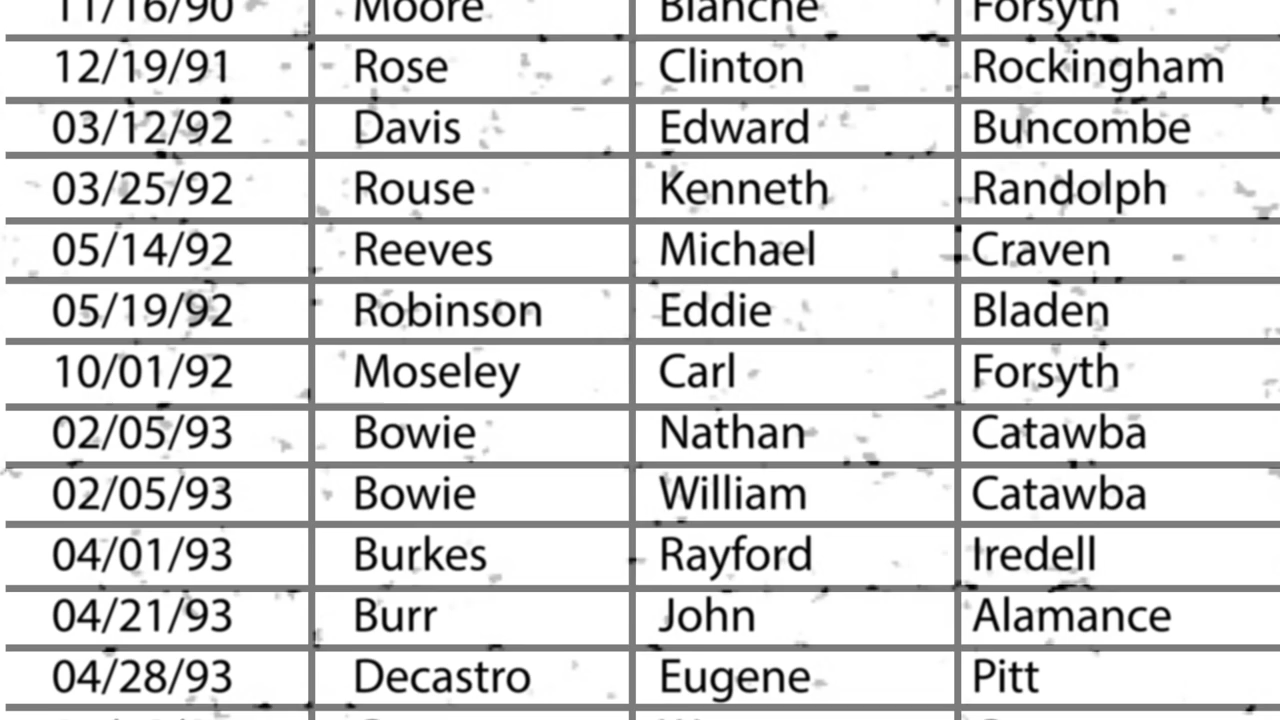 11/16/90 Moore Blanche Forsyth
12/19/91 Rose Clinton Rockingham
03/12/92 Davis Edward Buncombe
03/25/92 Rouse Kenneth Randolph
05/14/92 Reeves Michael Craven
05/19/92 Robinson Eddie Bladen
10/01/92 Moseley Carl Forsyth
02/05/93 Bowie Nathan Catawba
02/05/93 Bowie William Catawba
04/01/93 Burkes Rayford Iredell
04/21/93 Burr John Alamance
04/28/93 Decastro Eugene Pitt